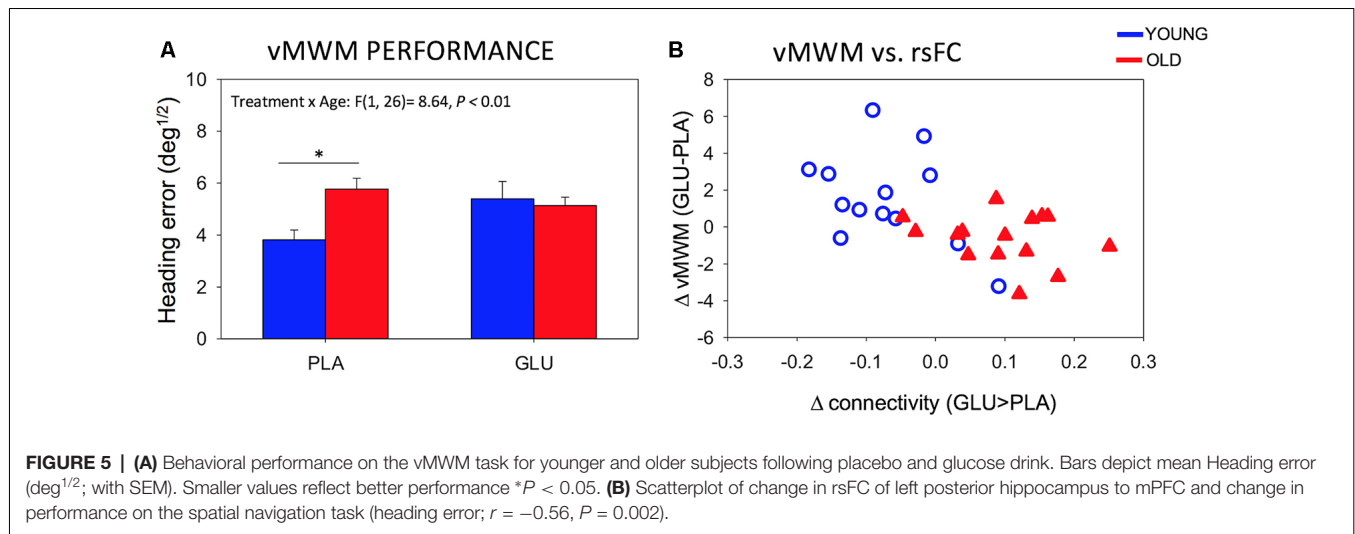 A
vMWM PERFORMANCE
Treatment x Age: F(1, 26)= 8.64, P < 0.01
*
Heading error (deg1/2)
10
8
6
4
2
0
PLA
GLU
B
vMWM vs. rsFC
YOUNG
OLD
Δ vMWM (GLU-PLA)
8
6
4
2
0
-2
-4
-6
-0.3
-0.2
-0.1
0.0
0.1
0.2
0.3
Δ connectivity (GLU>PLA)
FIGURE 5 | (A) Behavioral performance on the vMWM task for younger and older subjects following placebo and glucose drink. Bars depict mean Heading error
(deg1/2; with SEM). Smaller values reflect better performance *P < 0.05. (B) Scatterplot of change in rsFC of left posterior hippocampus to mPFC and change in
performance on the spatial navigation task (heading error; r = −0.56, P = 0.002).